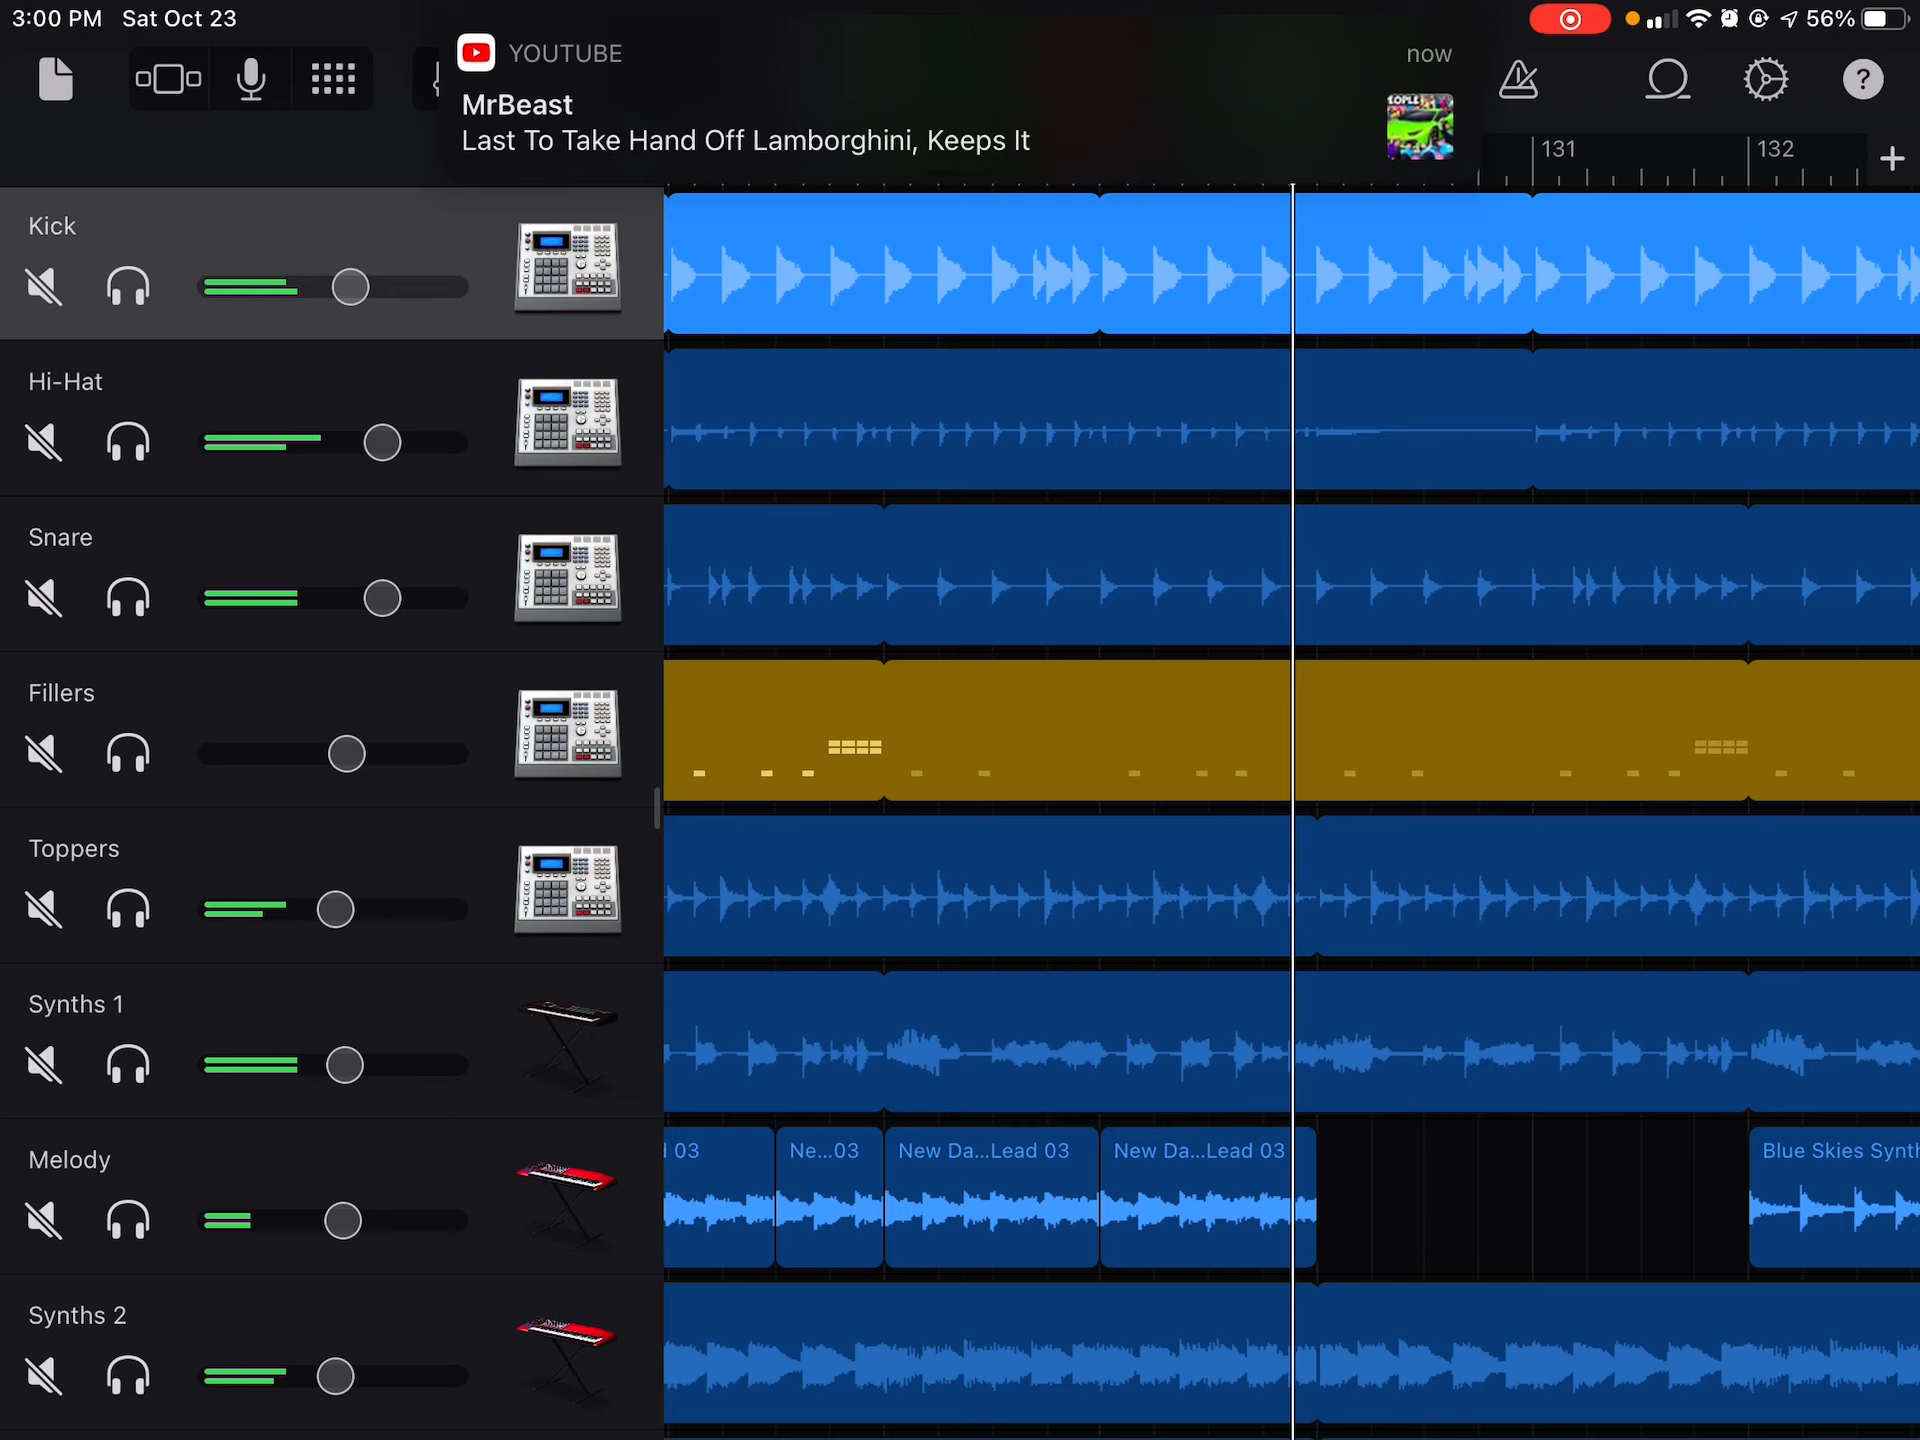 3:00 PM Sat Oct 23
56%
YOUTUBE
now
MrBeast
Last To Take Hand Off Lamborghini, Keeps It
?
131
132
+
Kick
Hi-Hat
Snare
Fillers
Toppers
Synths 1
Melody
03
Ne...03
New Da...Lead 03
New Da...Lead 03
Blue Skies Synth
Synths 2